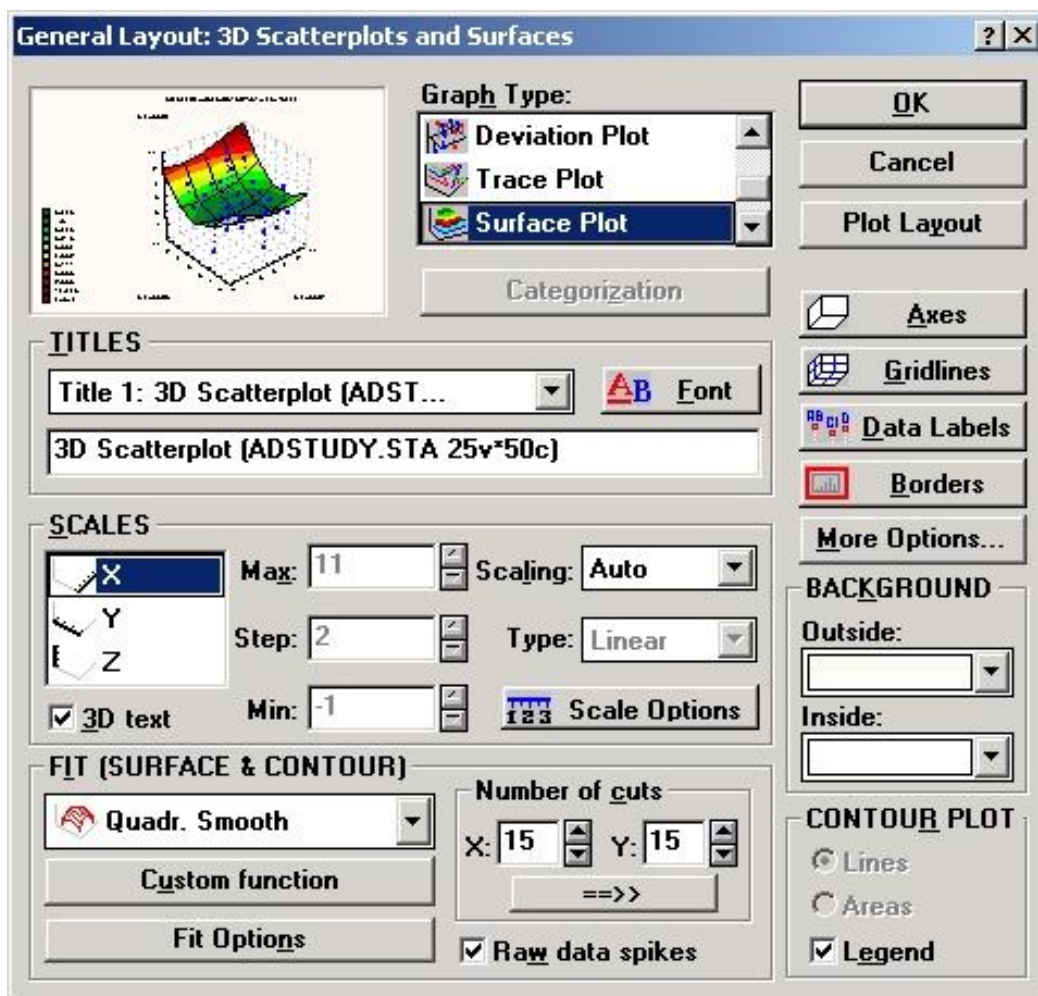 General Layout: 3D Scatterplots and Surfaces
Graph Type:
Deviation Plot
Trace Plot
Surface Plot
Categorization
OK
Cancel
Plot Layout
Axes
Gridlines
Data Labels
Borders
More Options...
TITLES
Title 1: 3D Scatterplot (ADST...
AB Font
3D Scatterplot (ADSTUDY.STA 25v*50c)
SCALES
X
Y
Z
3D text
Max: 11
Step: 2
Min: -1
Scaling: Auto
Type: Linear
123 Scale Options
BACKGROUND
Outside:
Inside:
FIT (SURFACE & CONTOUR)
Quadr. Smooth
Custom function
Fit Options
Number of cuts
X: 15 Y: 15
==>>
Raw data spikes
CONTOUR PLOT
Lines
Areas
Legend